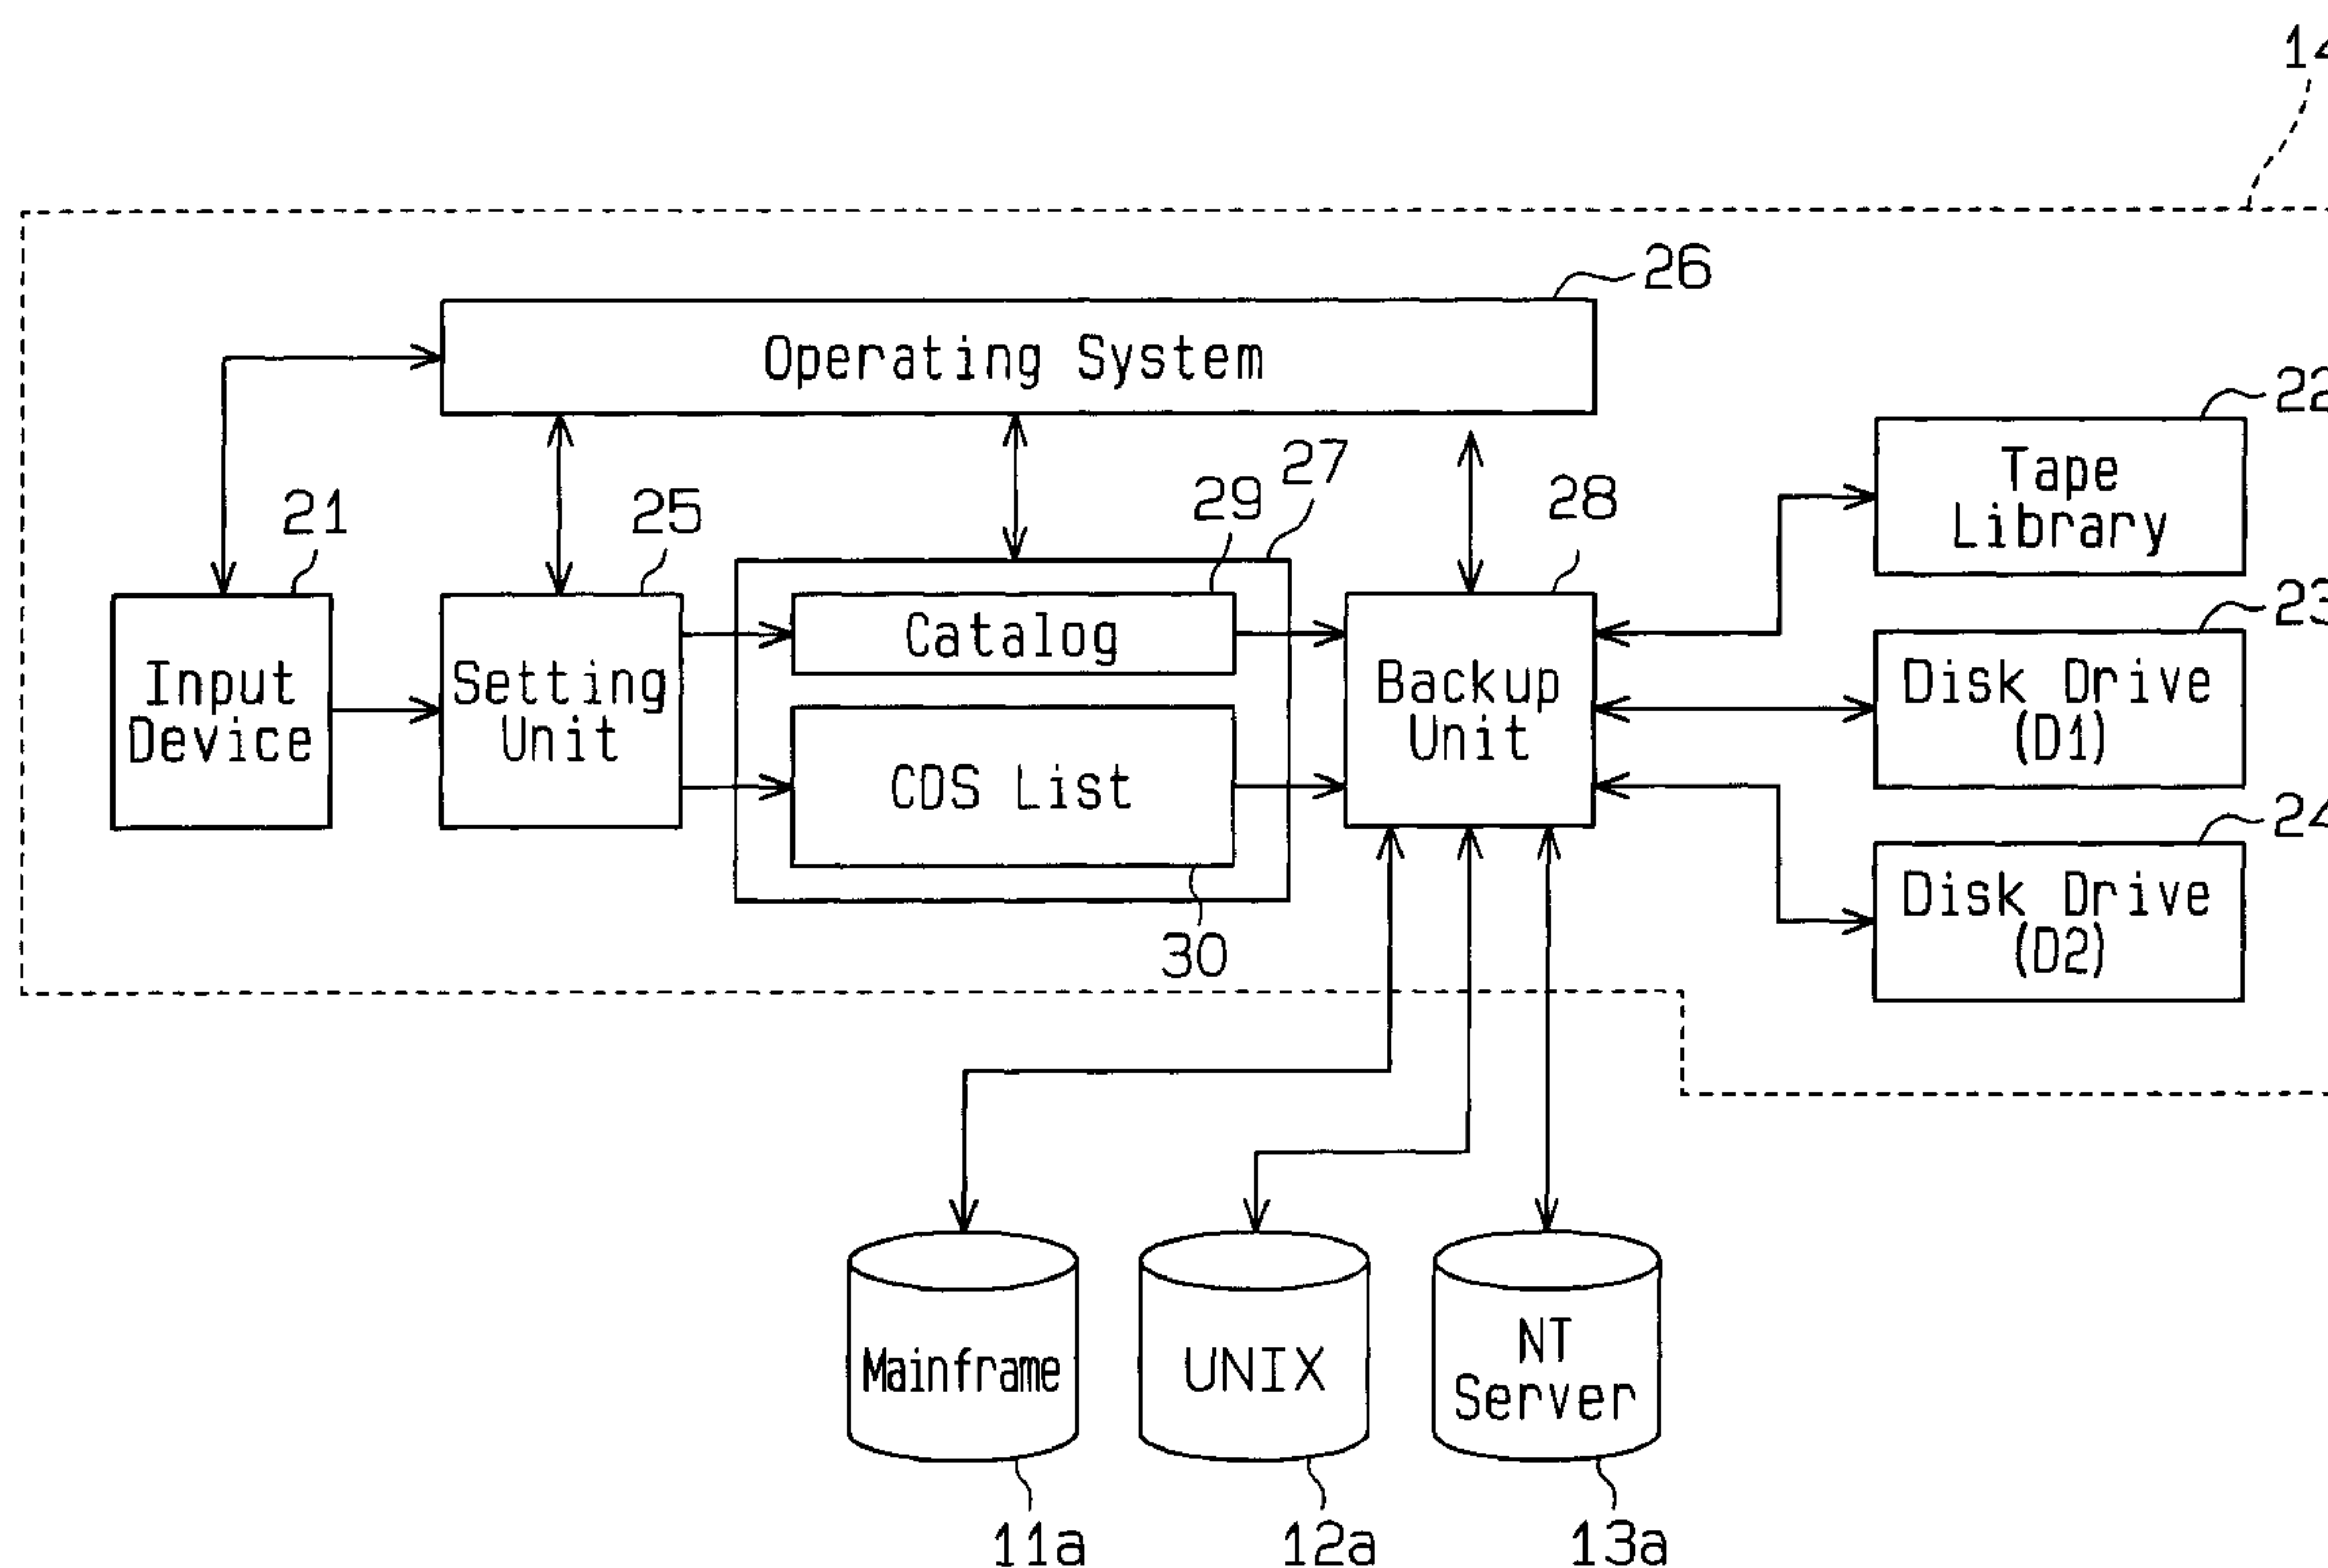 14
26
Operating System
22
27
Tape
Library
29
28
21
25
23
Catalog
Disk Drive
(D1)
Input
Device
Setting
Unit
Backup
Unit
CDS List
24
Disk Drive
(D2)
30
Mainframe
UNIX
NT
Server
11a
12a
13a